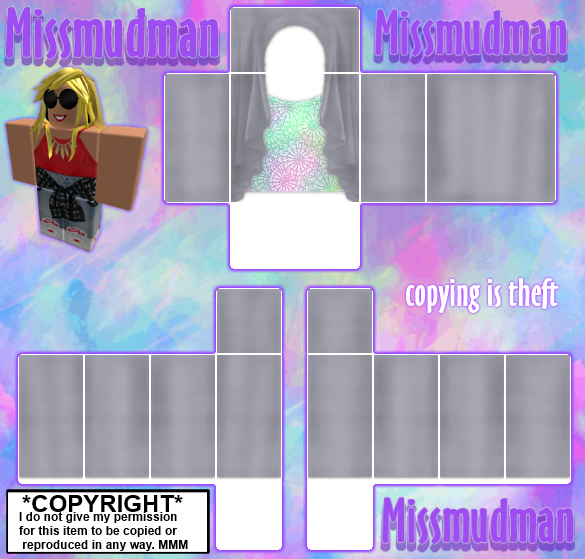 Missmudman
Missmudman
copying is theft
*COPYRIGHT*
I do not give my permission
for this item to be copied or
reproduced in any way. MMM
Missmudman